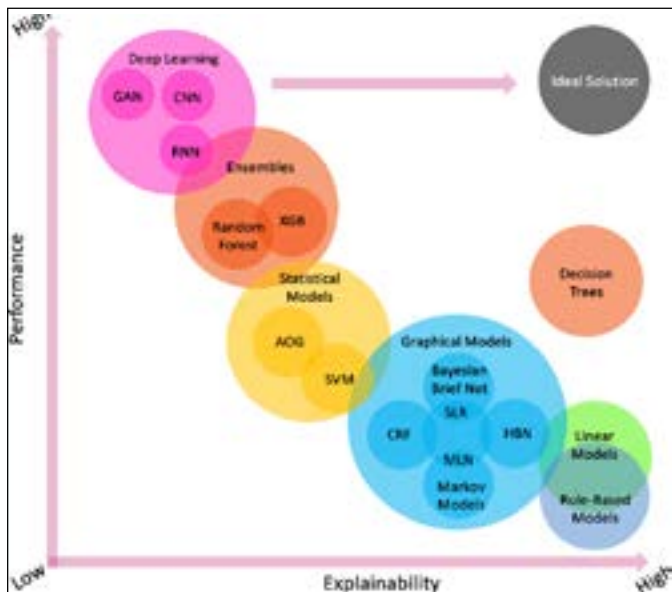 High
Deep Learning
GAN
CNN
RNN
Ideal Solution
Ensembles
Random
Forest
XGB
Statistical
Models
AOG
SVM
Decision
Trees
Graphical Models
Bayesian
Brief Net
SLR
CRF
HBN
MLN
Markov
Models
Linear
Models
Rule-Based
Models
Performance
Low
Explainability
High